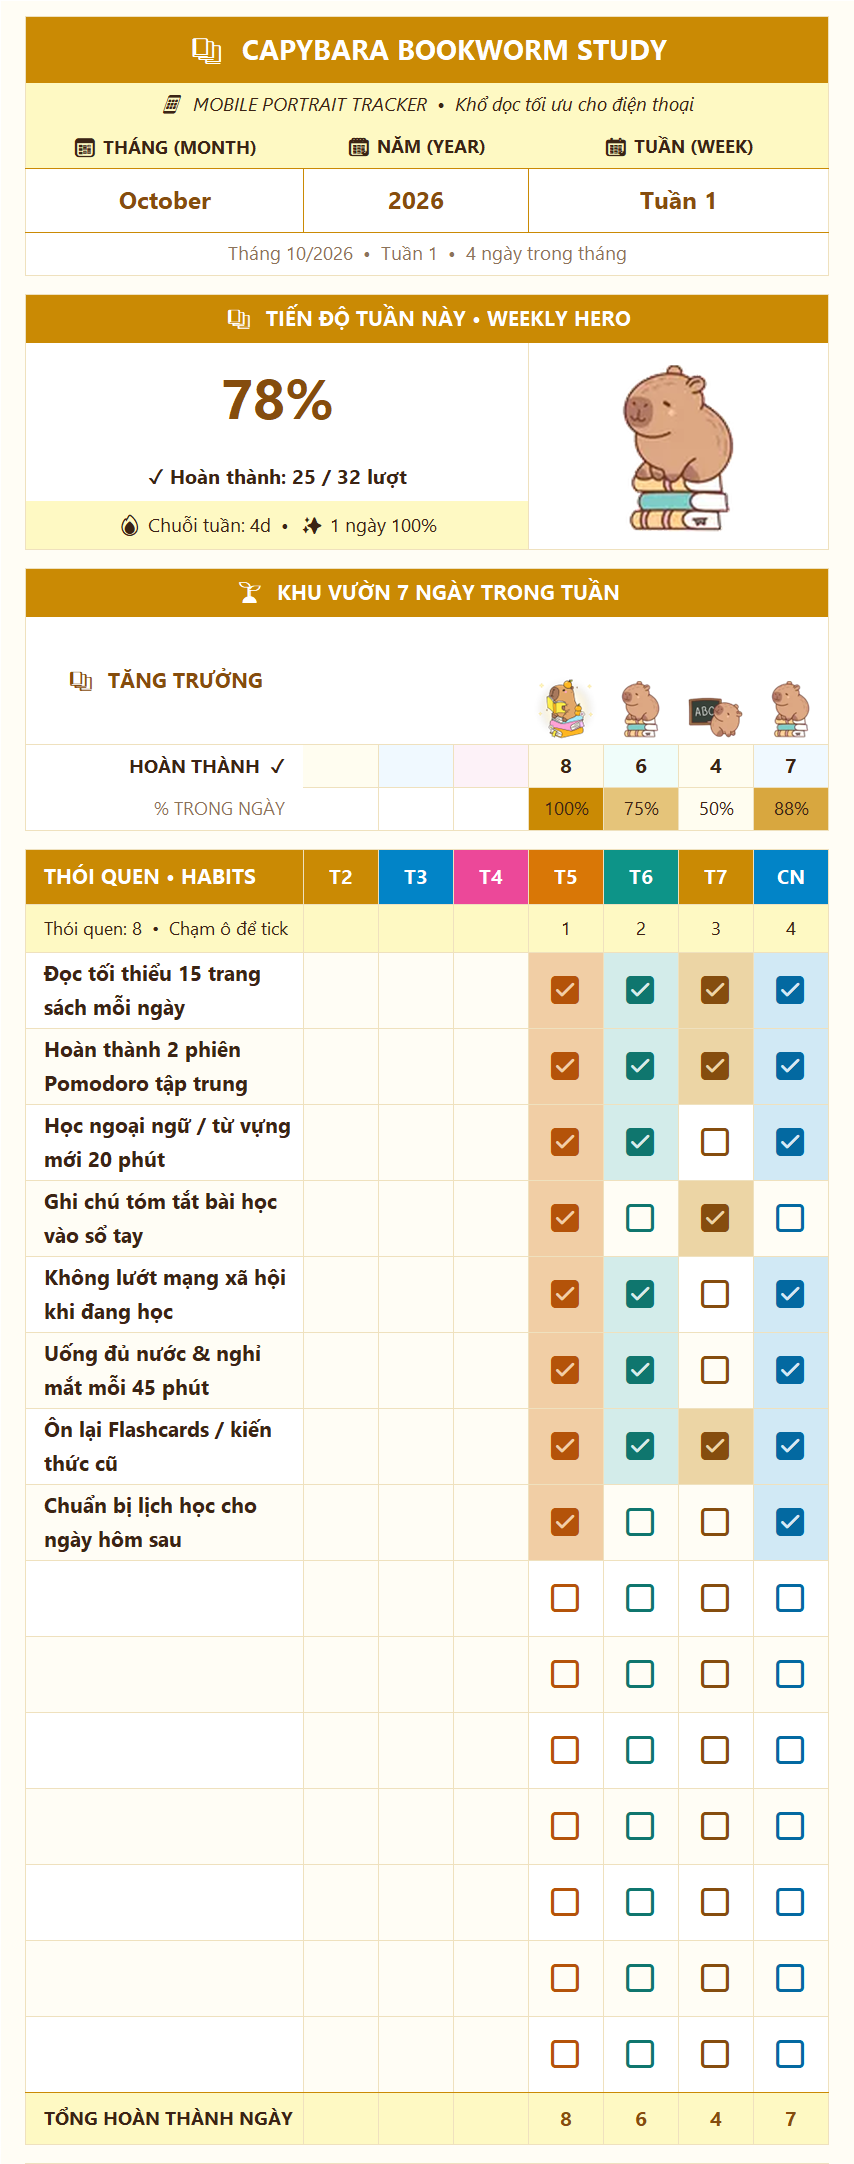 CAPYBARA BOOKWORM STUDY
MOBILE PORTRAIT TRACKER • Khổ dọc tối ưu cho điện thoại
THÁNG (MONTH) NĂM (YEAR) TUẦN (WEEK)
October 2026 Tuần 1
Tháng 10/2026 • Tuần 1 • 4 ngày trong tháng
TIẾN ĐỘ TUẦN NÀY • WEEKLY HERO
78%
✓ Hoàn thành: 25 / 32 lượt
Chuỗi tuần: 4d • 1 ngày 100%
KHU VƯỜN 7 NGÀY TRONG TUẦN
TĂNG TRƯỞNG
ABC
HOÀN THÀNH ✓ 8 6 4 7
% TRONG NGÀY 100% 75% 50% 88%
THÓI QUEN • HABITS T2 T3 T4 T5 T6 T7 CN
Thói quen: 8 • Chạm ô để tick 1 2 3 4
Đọc tối thiểu 15 trang
sách mỗi ngày
Hoàn thành 2 phiên
Pomodoro tập trung
Học ngoại ngữ / từ vựng
mới 20 phút
Ghi chú tóm tắt bài học
vào sổ tay
Không lướt mạng xã hội
khi đang học
Uống đủ nước & nghỉ
mắt mỗi 45 phút
Ôn lại Flashcards / kiến
thức cũ
Chuẩn bị lịch học cho
ngày hôm sau
TỔNG HOÀN THÀNH NGÀY 8 6 4 7